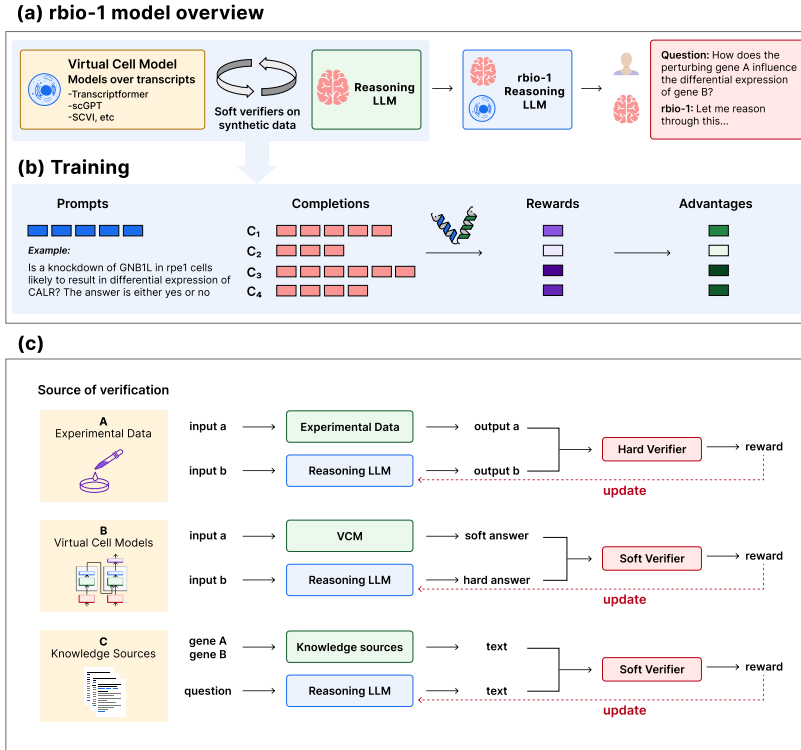 (a) rbio-1 model overview
Virtual Cell Model
Models over transcripts
-Transcriptformer
-scGPT
-SCVI, etc
Soft verifiers on
synthetic data
Reasoning
LLM
rbio-1
Reasoning
LLM
Question: How does the
perturbing gene A influence
the differential expression
of gene B?
rbio-1: Let me reason
through this...
(b) Training
Prompts
Completions
Rewards
Advantages
Example:
Is a knockdown of GNB1L in rpe1 cells
likely to result in differential expression of
CALR? The answer is either yes or no
C1
C2
C3
C4
(c)
Source of verification
A
Experimental Data
input a
Experimental Data
output a
input b
Reasoning LLM
output b
Hard Verifier
reward
update
B
Virtual Cell Models
input a
VCM
soft answer
input b
Reasoning LLM
hard answer
Soft Verifier
reward
update
C
Knowledge Sources
gene A
gene B
Knowledge sources
text
question
Reasoning LLM
text
Soft Verifier
reward
update